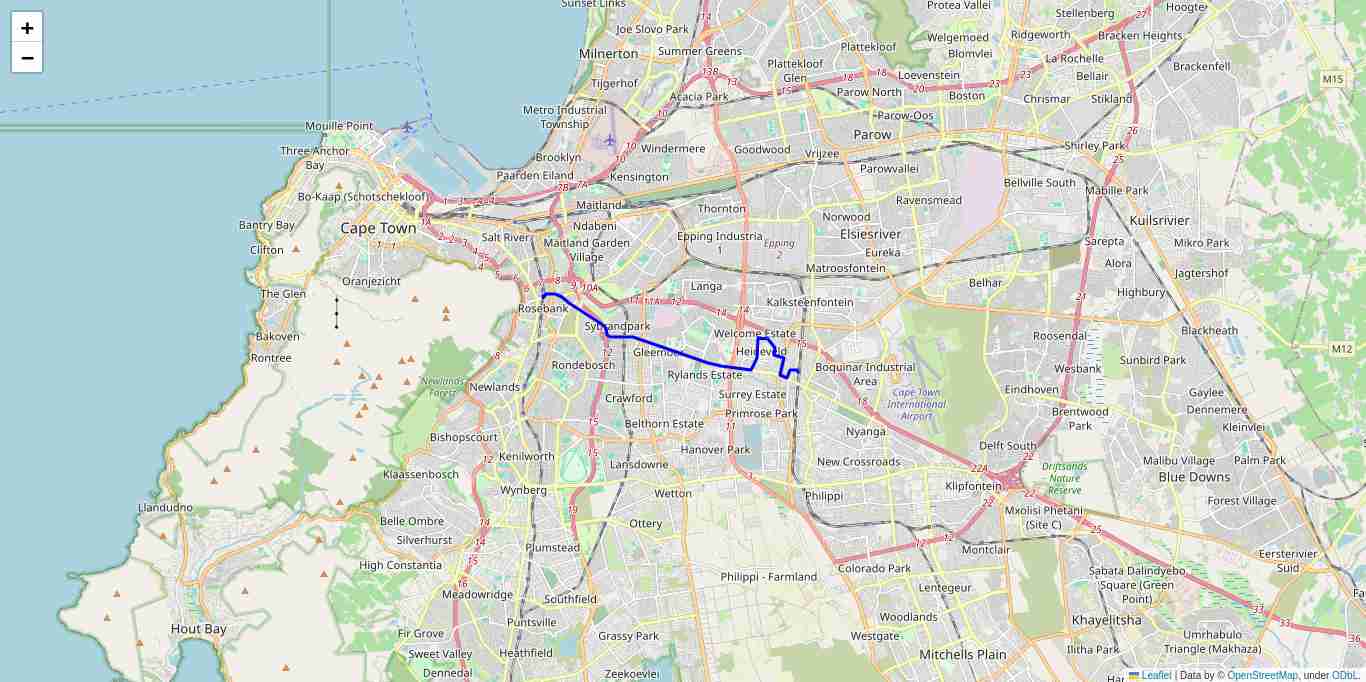 +
−
Sunset Links
Protea Vallei
Hoogte
Stellenberg
Joe Slovo Park
Milnerton
Summer Greens
Plattekloof
Welgemoed
Ridgeworth
Bracken Heights
Blomvlei
Plattekloof
Glen
La Rochelle
Brackenfell
Tijgerhof
Loevenstein
Bellair
M15
Acacia Park
Parow North
Boston
Chrismar
Stikland
Metro Industrial
Township
Parow-Oos
Mouille Point
Parow
Three Anchor
Bay
Windermere
Goodwood
Vrijzee
Shirley Park
Brooklyn
Paarden Eiland
Kensington
Parowvallei
Bellville South
Mabille Park
Bo-Kaap (Schotschekloof)
Maitland
Thornton
Ravensmead
Bantry Bay
Cape Town
Ndabeni
Norwood
Kuilsrivier
Salt River
Maitland Garden
Village
Epping Industria
1
Epping
2
Elsiesriver
Sarepta
Mikro Park
Clifton
Eureka
Matroosfontein
Alora
Jagtershof
Oranjezicht
Langa
Belhar
Highbury
The Glen
Kalksteenfontein
Rosebank
Sybrandpark
Welcome Estate
Bakoven
Rontree
Roosendal
Blackheath
Gleemoor
Heideveld
M12
Rondebosch
Rylands Estate
Boquinar Industrial
Area
Wesbank
Sunbird Park
Newlands
Newlands
Forest
Crawford
Surrey Estate
Cape Town
International
Airport
Eindhoven
Gaylee
Dennemere
Primrose Park
Brentwood
Park
Belthorn Estate
Kleinvlei
Bishopscourt
Nyanga
Delft South
Hanover Park
Kenilworth
Lansdowne
New Crossroads
Driftsands
Nature
Reserve
Malibu Village
Palm Park
Klaassenbosch
Blue Downs
Wynberg
Wetton
Philippi
Klipfontein
Llandudno
Forest Village
Mxolisi Phetani
(Site C)
Belle Ombre
Ottery
Silverhurst
Plumstead
Montclair
Eersterivier
Suid
High Constantia
Philippi - Farmland
Colorado Park
Sabata Dalindyebo
Square (Green
Point)
Meadowridge
Southfield
Lentegeur
Puntsville
Woodlands
Khayelitsha
Hout Bay
Fir Grove
Grassy Park
Westgate
Umrhabulo
Triangle (Makhaza)
Sweet Valley
Heathfield
Mitchells Plain
Ilitha Park
Dennedal
Zeekoevlei
Leaflet | Data by © OpenStreetMap, under ODbL.